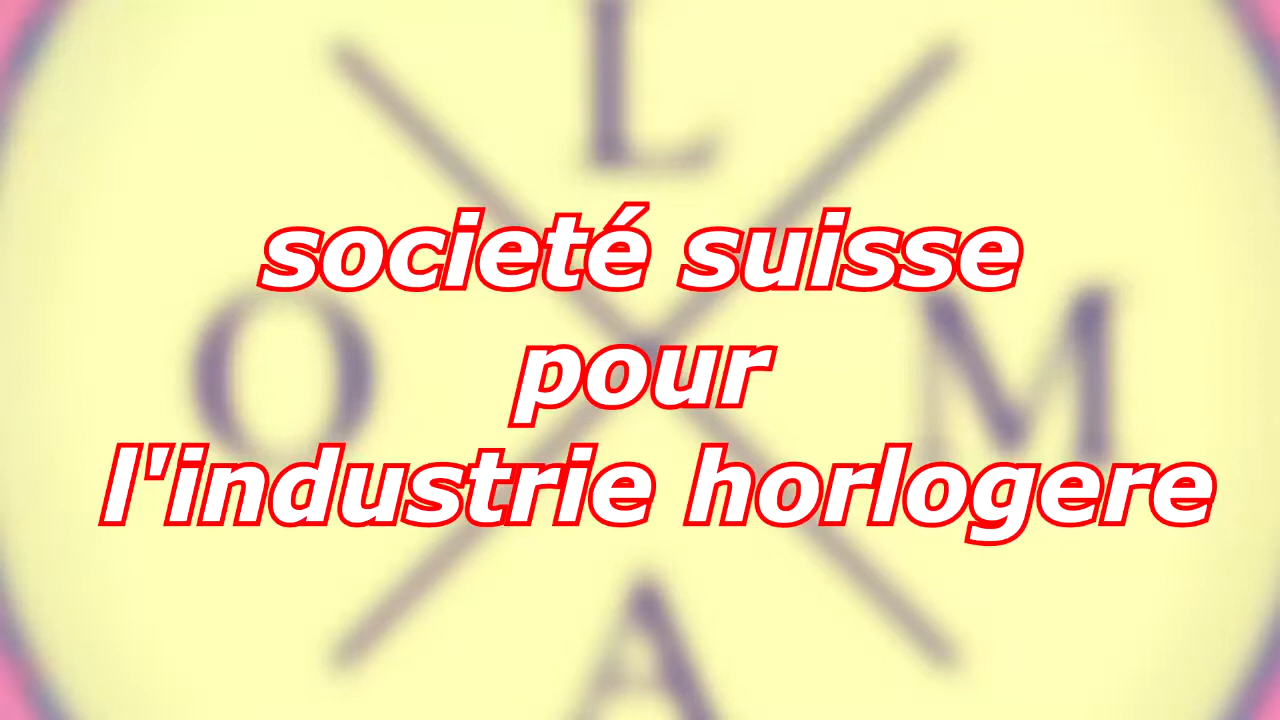 L
societé suisse
O M
pour
l'industrie horlogere
A